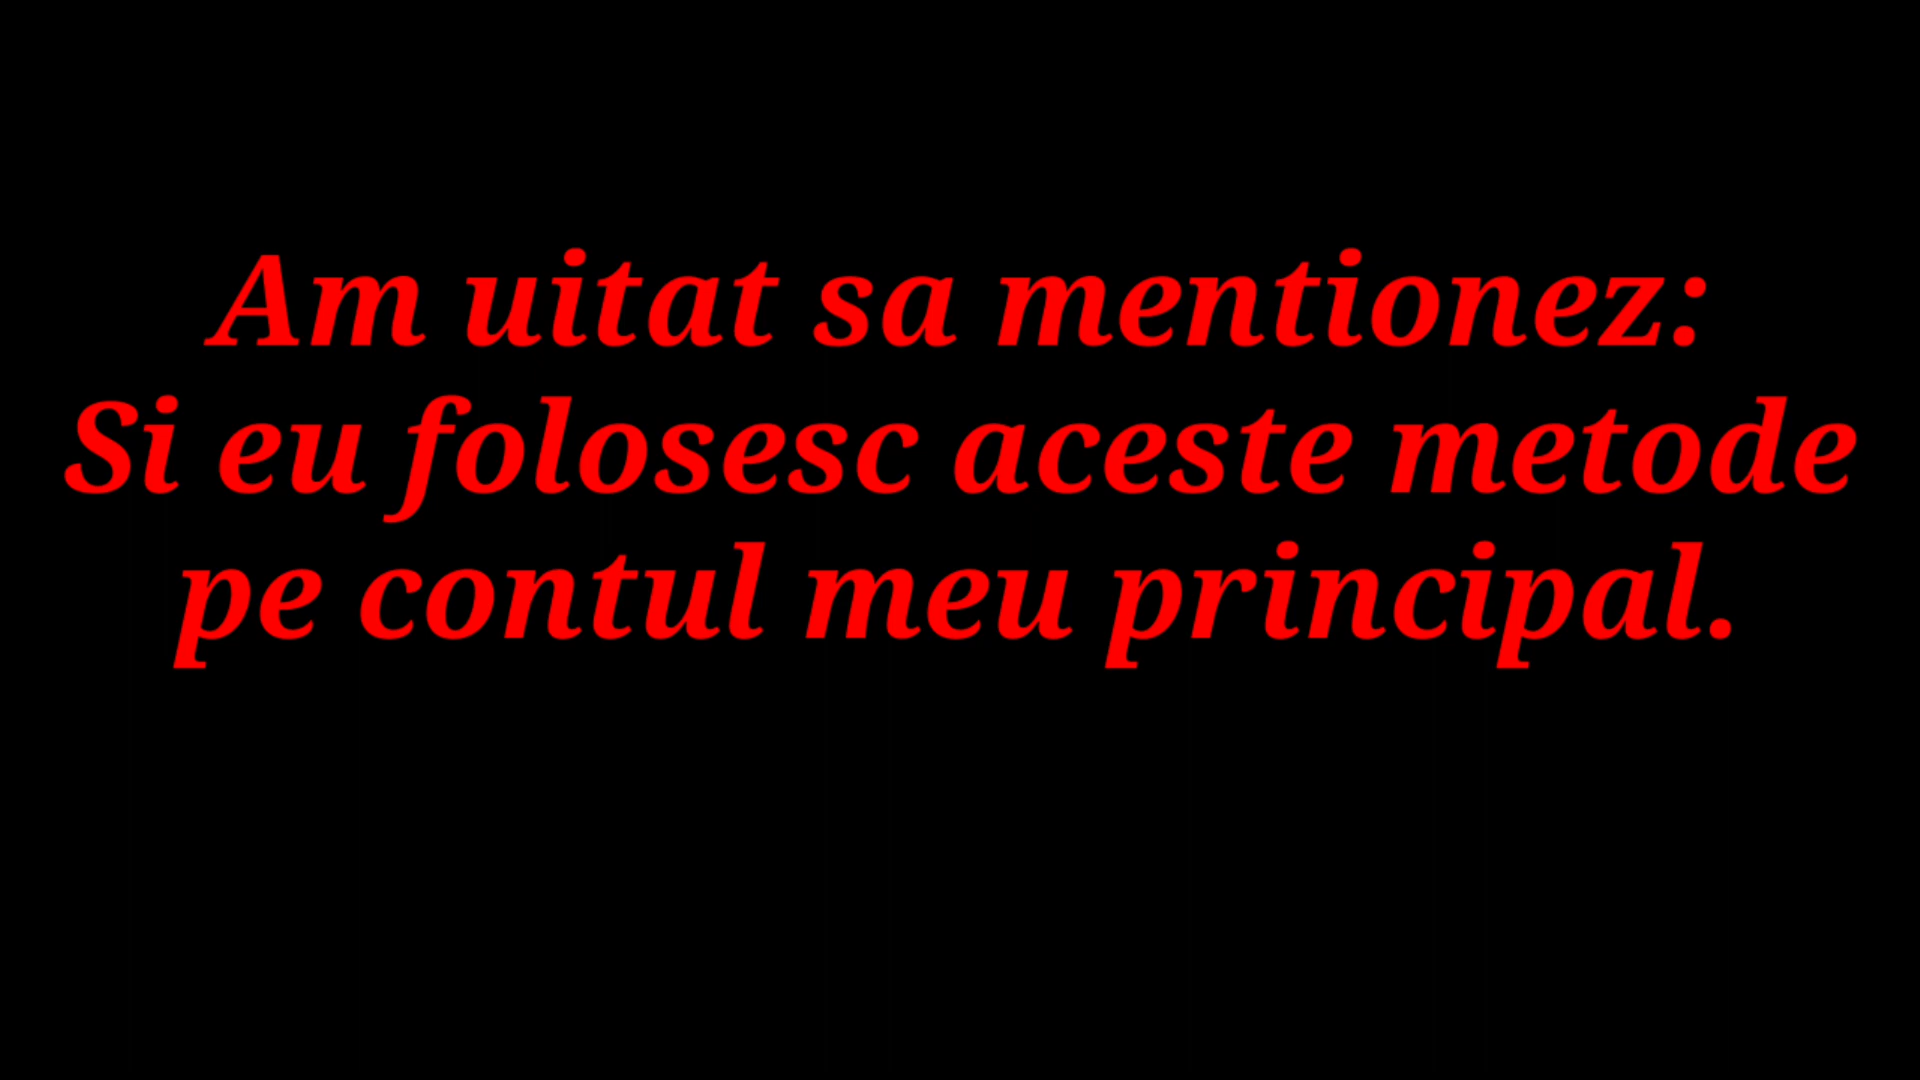 Am uitat sa mentionez:
Si eu folosesc aceste metode
pe contul meu principal.